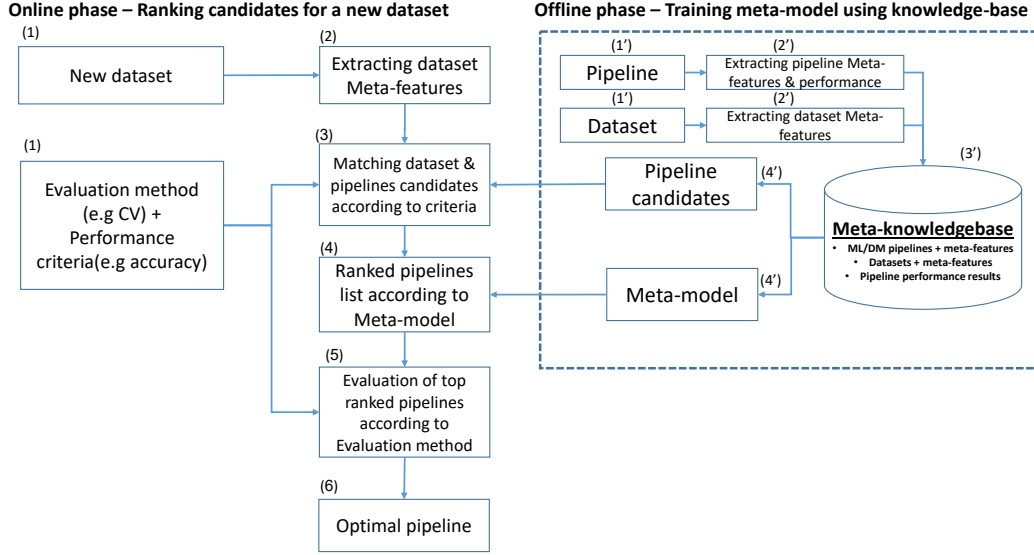 Online phase – Ranking candidates for a new dataset
(1)
New dataset
(2)
Extracting dataset
Meta-features
(3)
Matching dataset &
pipelines candidates
according to criteria
(1)
Evaluation method
(e.g CV) +
Performance
criteria(e.g accuracy)
(4)
Ranked pipelines
list according to
Meta-model
(5)
Evaluation of top
ranked pipelines
according to
Evaluation method
(6)
Optimal pipeline
Offline phase – Training meta-model using knowledge-base
(1')
Pipeline
(2')
Extracting pipeline Meta-
features & performance
(1')
Dataset
(2')
Extracting dataset Meta-
features
(3')
Meta-knowledgebase
• ML/DM pipelines + meta-features
• Datasets + meta-features
• Pipeline performance results
(4')
Pipeline
candidates
(4')
Meta-model